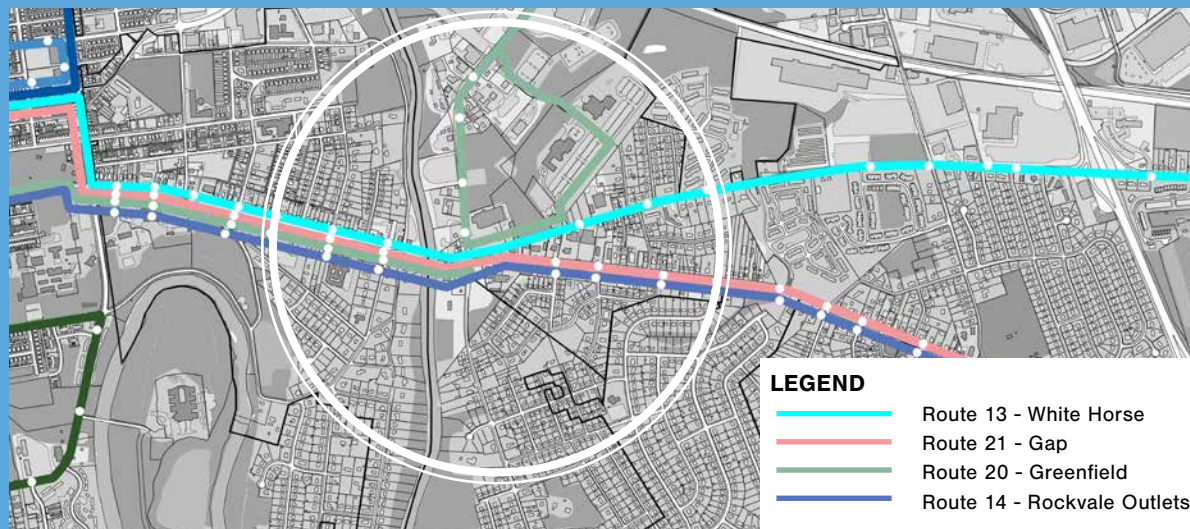 LEGEND
Route 13 - White Horse
Route 21 - Gap
Route 20 - Greenfield
Route 14 - Rockvale Outlets